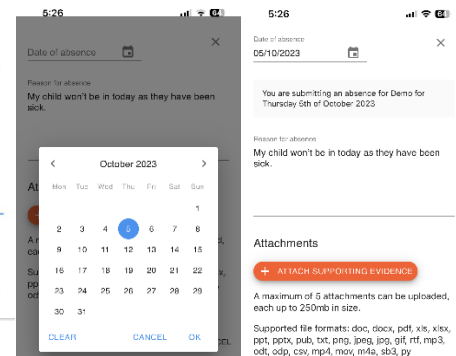 5:26
64
Date of absence
Reason for absence
My child won't be in today as they have been
sick.
October 2023
Mon Tue Wed Thu Fri Sat Sun
1
2 3 4 5 6 7 8
9 10 11 12 13 14 15
16 17 18 19 20 21 22
23 24 25 26 27 28 29
30 31
CLEAR CANCEL OK
5:26
64
Date of absence
05/10/2023
You are submitting an absence for Demo for
Thursday 5th of October 2023
Reason for absence
My child won't be in today as they have been
sick.
Attachments
+ ATTACH SUPPORTING EVIDENCE
A maximum of 5 attachments can be uploaded,
each up to 250mb in size.
Supported file formats: doc, docx, pdf, xls, xlsx,
ppt, pptx, pub, txt, png, jpeg, jpg, gif, rtf, mp3,
odt, odp, csv, mp4, mov, m4a, sb3, py